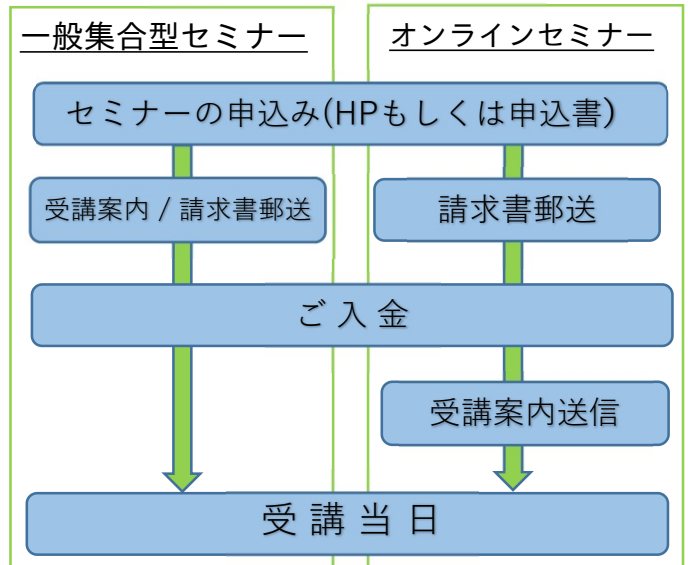 一般集合型セミナー
オンラインセミナー
セミナーの申込み(HPもしくは申込書)
受講案内 / 請求書郵送
請求書郵送
ご 入 金
受講案内送信
受 講 当 日